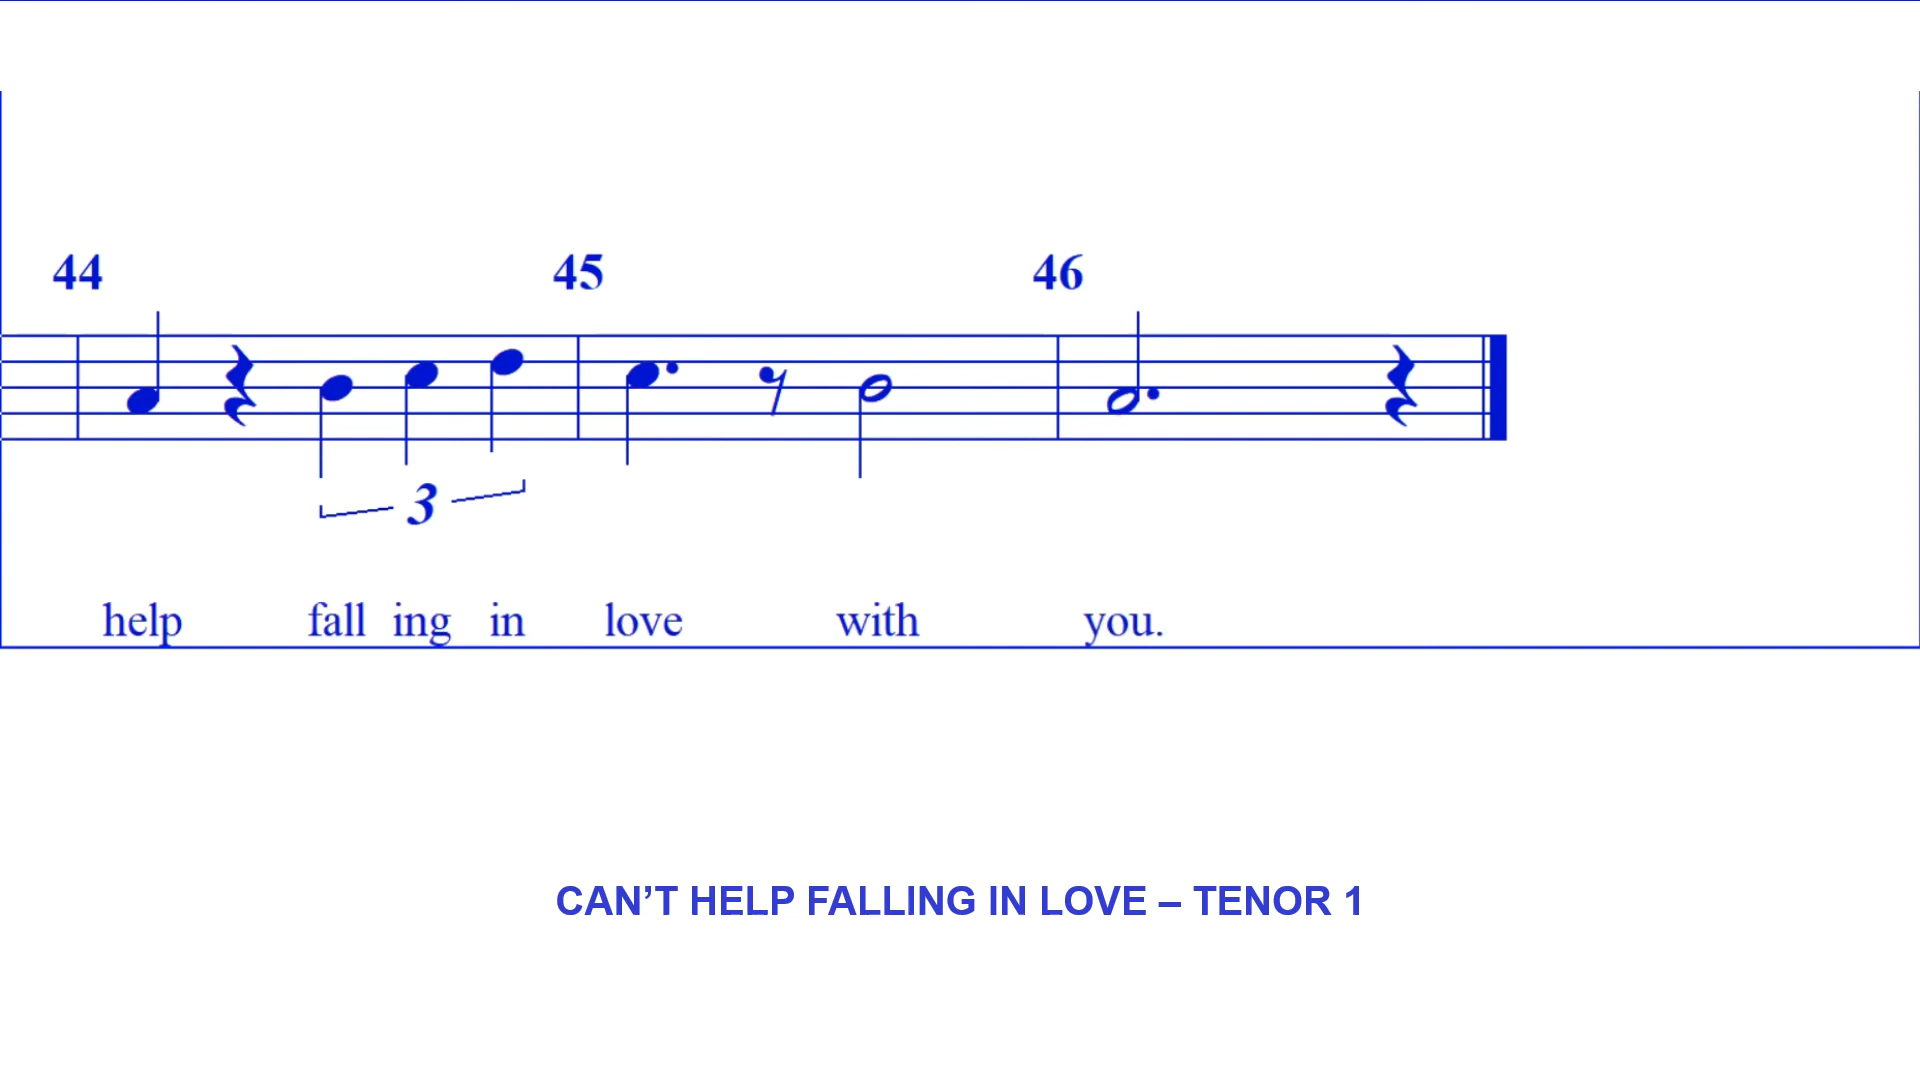 44 45 46
3
help fall ing in love with you.
CAN’T HELP FALLING IN LOVE – TENOR 1